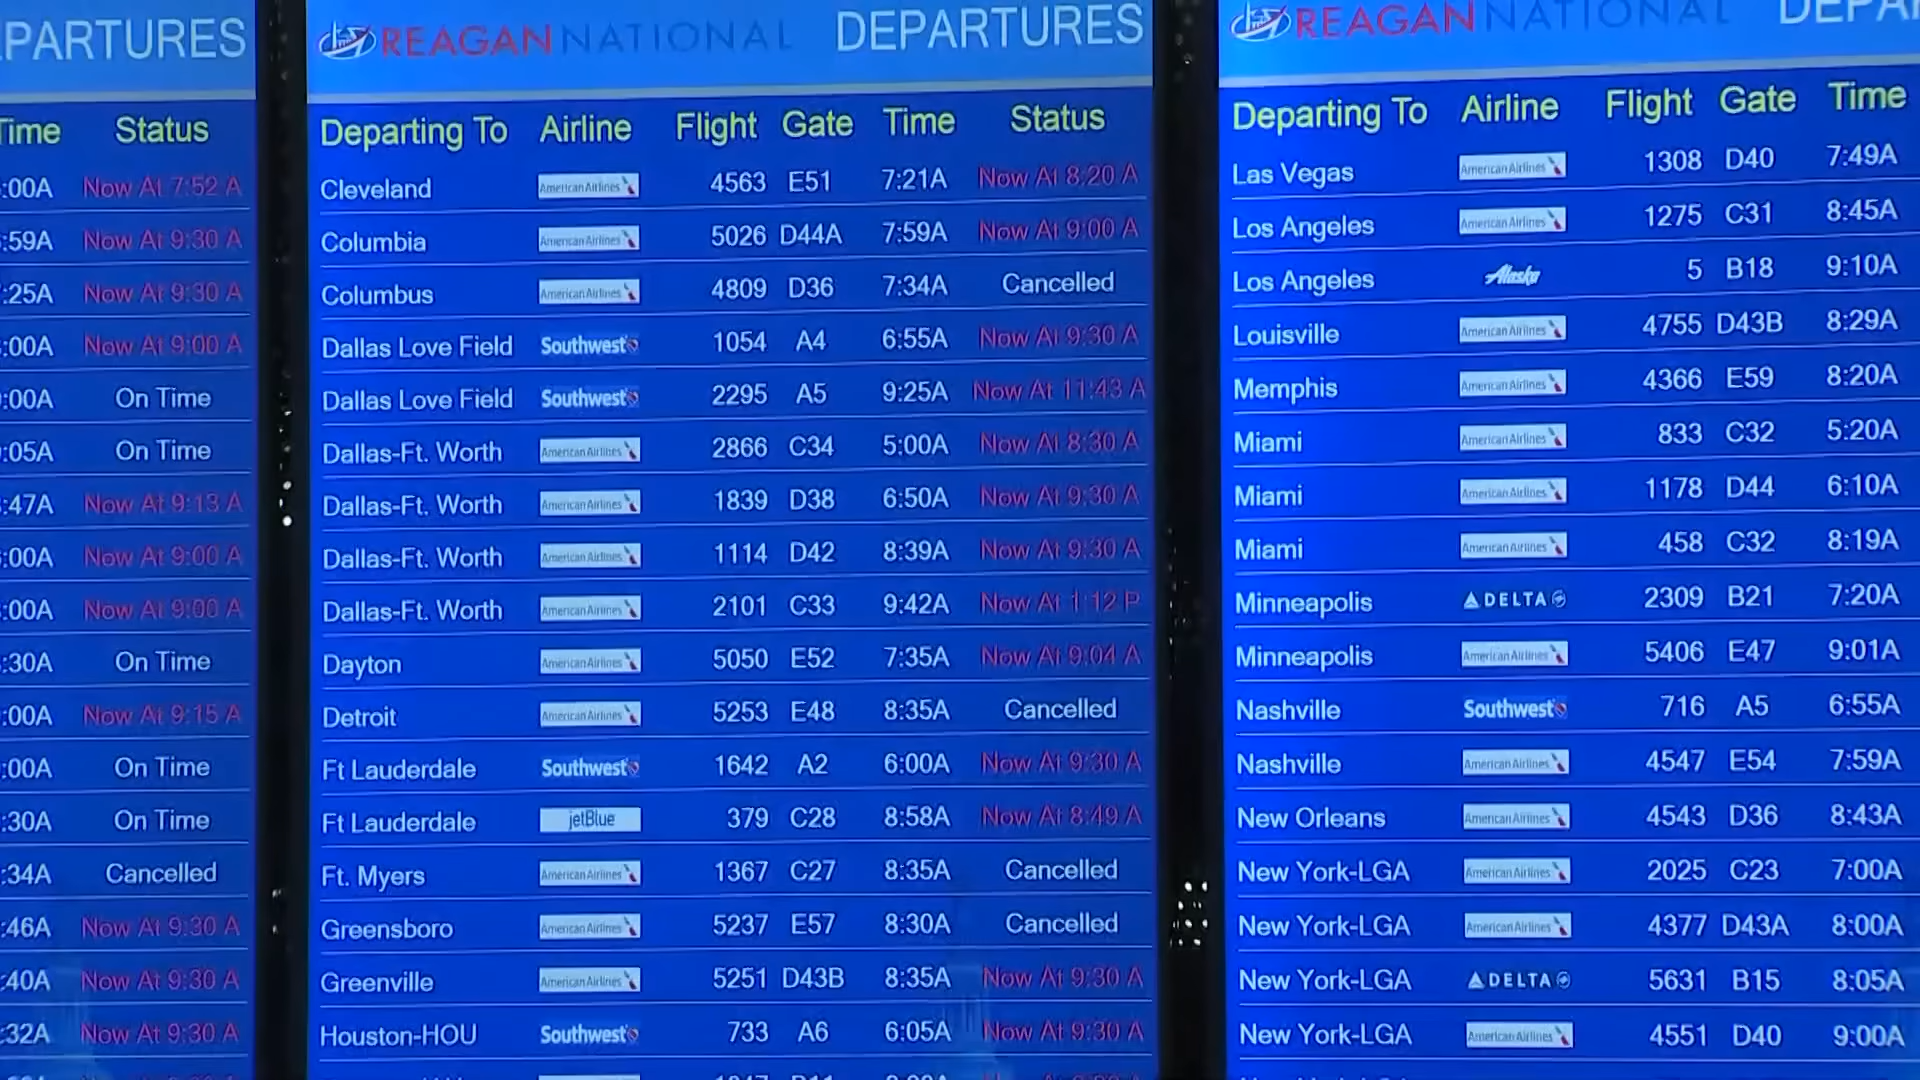 PARTURES
Time Status
:00A Now At 7:52 A
:59A Now At 9:30 A
:25A Now At 9:30 A
:00A Now At 9:00 A
:00A On Time
:05A On Time
:47A Now At 9:13 A
:00A Now At 9:00 A
:00A Now At 9:00 A
:30A On Time
:00A Now At 9:15 A
:00A On Time
:30A On Time
:34A Cancelled
:46A Now At 9:30 A
:40A Now At 9:30 A
:32A Now At 9:30 A
REAGAN NATIONAL DEPARTURES
Departing To Airline Flight Gate Time Status
Cleveland American Airlines 4563 E51 7:21A Now At 8:20 A
Columbia American Airlines 5026 D44A 7:59A Now At 9:00 A
Columbus American Airlines 4809 D36 7:34A Cancelled
Dallas Love Field Southwest 1054 A4 6:55A Now At 9:30 A
Dallas Love Field Southwest 2295 A5 9:25A Now At 11:43 A
Dallas-Ft. Worth American Airlines 2866 C34 5:00A Now At 8:30 A
Dallas-Ft. Worth American Airlines 1839 D38 6:50A Now At 9:30 A
Dallas-Ft. Worth American Airlines 1114 D42 8:39A Now At 9:30 A
Dallas-Ft. Worth American Airlines 2101 C33 9:42A Now At 1:12 P
Dayton American Airlines 5050 E52 7:35A Now At 9:04 A
Detroit American Airlines 5253 E48 8:35A Cancelled
Ft Lauderdale Southwest 1642 A2 6:00A Now At 9:30 A
Ft Lauderdale jetBlue 379 C28 8:58A Now At 8:49 A
Ft. Myers American Airlines 1367 C27 8:35A Cancelled
Greensboro American Airlines 5237 E57 8:30A Cancelled
Greenville American Airlines 5251 D43B 8:35A Now At 9:30 A
Houston-HOU Southwest 733 A6 6:05A Now At 9:30 A
REAGAN NATIONAL DEPAR
Departing To Airline Flight Gate Time
Las Vegas American Airlines 1308 D40 7:49A
Los Angeles American Airlines 1275 C31 8:45A
Los Angeles Alaska 5 B18 9:10A
Louisville American Airlines 4755 D43B 8:29A
Memphis American Airlines 4366 E59 8:20A
Miami American Airlines 833 C32 5:20A
Miami American Airlines 1178 D44 6:10A
Miami American Airlines 458 C32 8:19A
Minneapolis DELTA 2309 B21 7:20A
Minneapolis American Airlines 5406 E47 9:01A
Nashville Southwest 716 A5 6:55A
Nashville American Airlines 4547 E54 7:59A
New Orleans American Airlines 4543 D36 8:43A
New York-LGA American Airlines 2025 C23 7:00A
New York-LGA American Airlines 4377 D43A 8:00A
New York-LGA DELTA 5631 B15 8:05A
New York-LGA American Airlines 4551 D40 9:00A